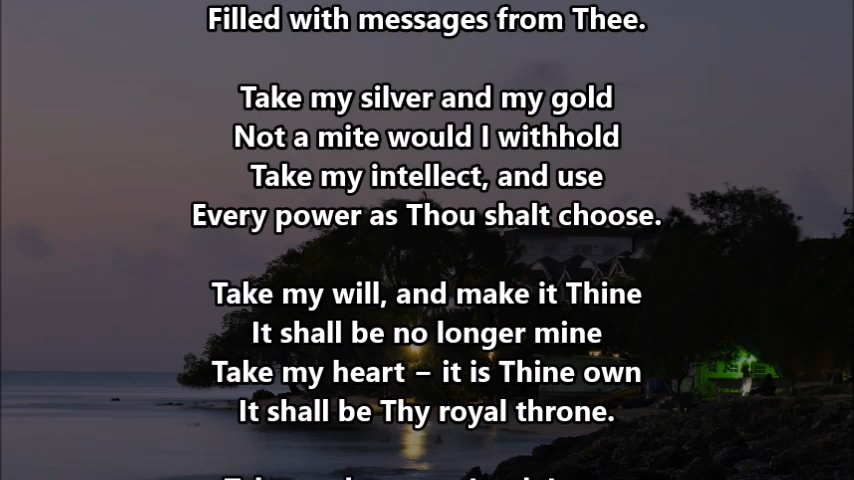 Filled with messages from Thee.
Take my silver and my gold
Not a mite would I withhold
Take my intellect, and use
Every power as Thou shalt choose.
Take my will, and make it Thine
It shall be no longer mine
Take my heart – it is Thine own
It shall be Thy royal throne.